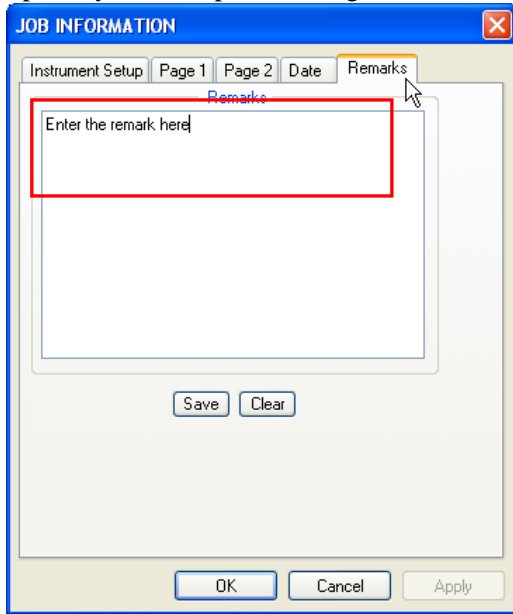 JOB INFORMATION
Instrument Setup Page 1 Page 2 Date Remarks
Remarks
Enter the remark here
Save Clear
OK Cancel Apply